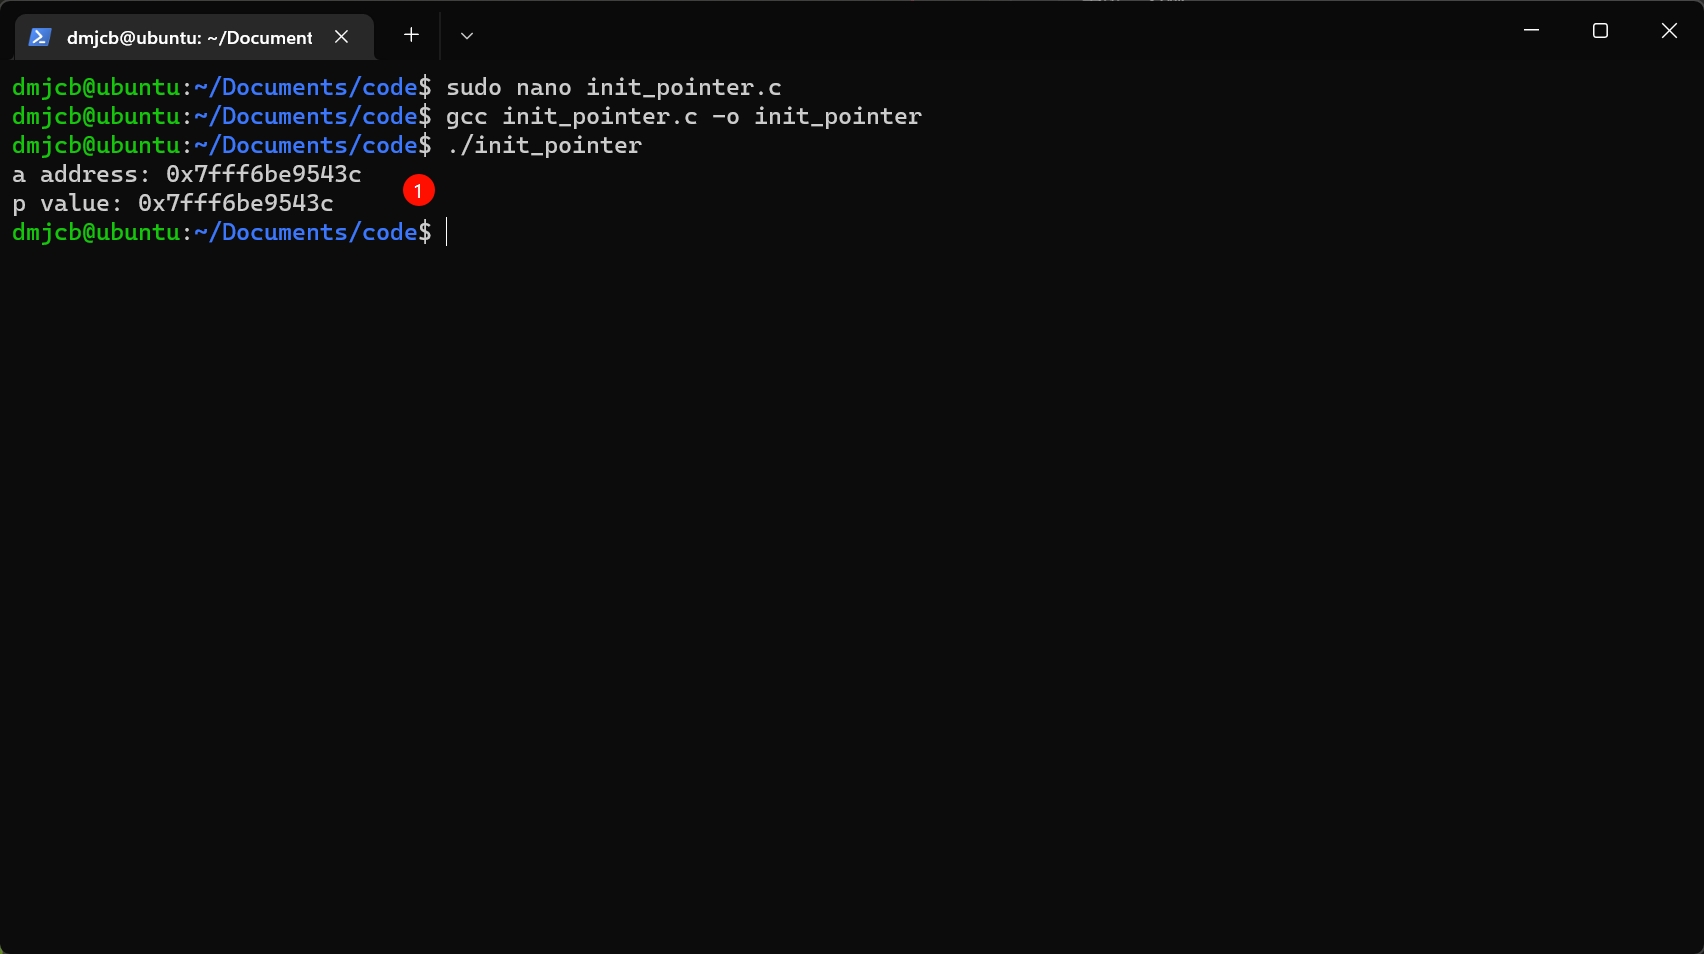 dmjcb@ubuntu: ~/Document
dmjcb@ubuntu:~/Documents/code$ sudo nano init_pointer.c
dmjcb@ubuntu:~/Documents/code$ gcc init_pointer.c -o init_pointer
dmjcb@ubuntu:~/Documents/code$ ./init_pointer
a address: 0x7fff6be9543c
1
p value: 0x7fff6be9543c
dmjcb@ubuntu:~/Documents/code$